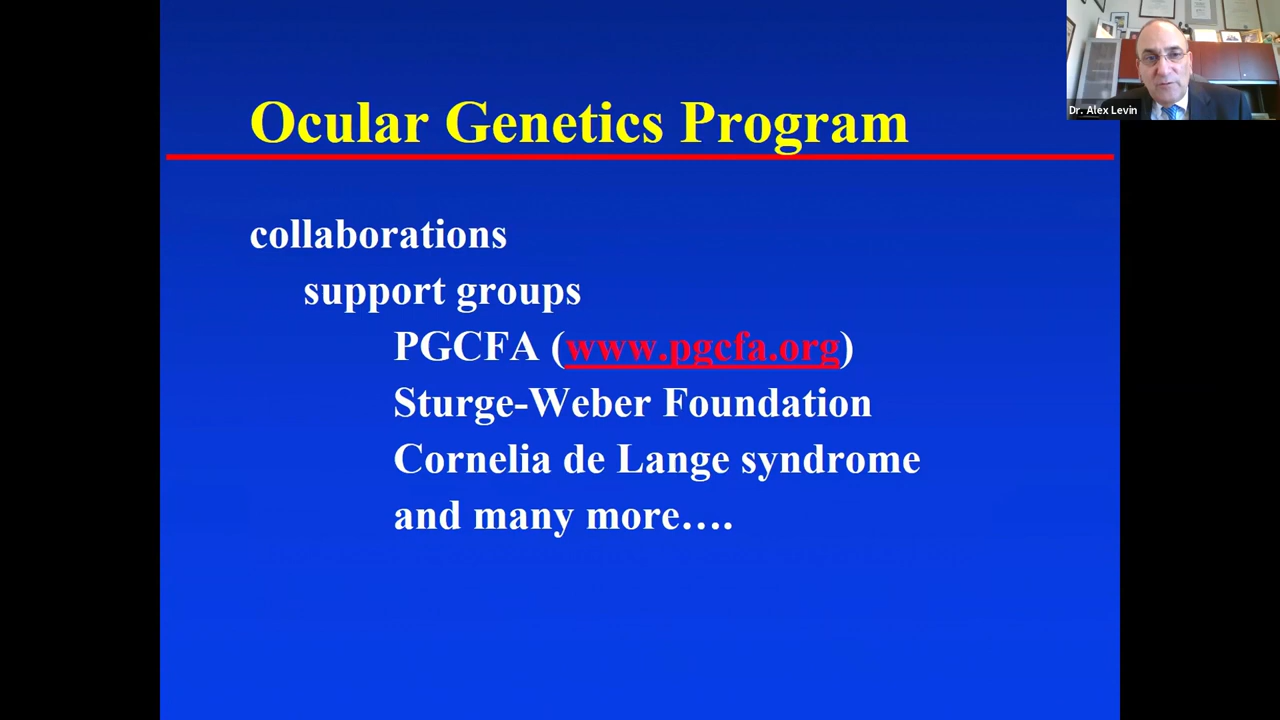 Ocular Genetics Program
collaborations
support groups
PGCFA (www.pgcfa.org)
Sturge-Weber Foundation
Cornelia de Lange syndrome
and many more….
Dr. Alex Levin